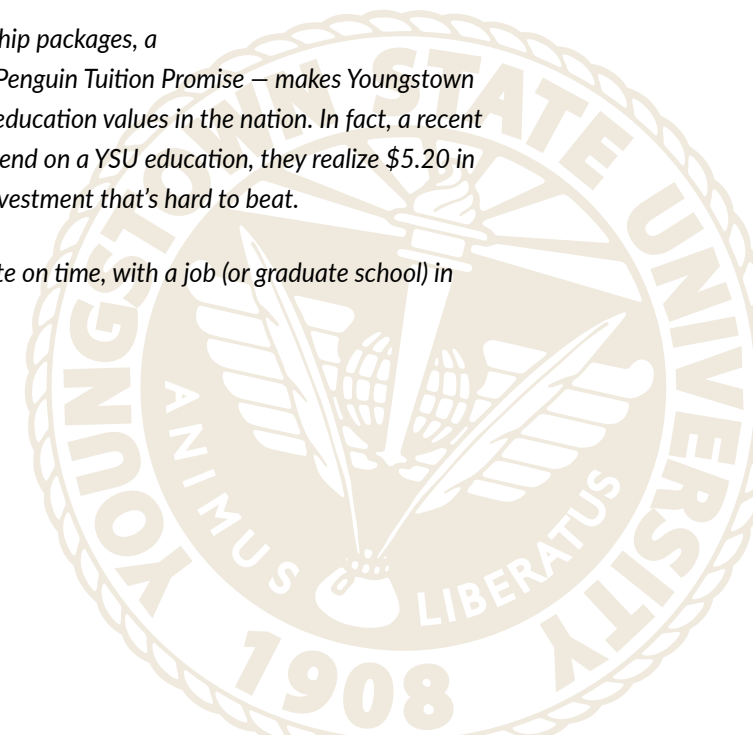 hip packages, a
Penguin Tuition Promise — makes Youngstown
education values in the nation. In fact, a recent
end on a YSU education, they realize $5.20 in
vestment that's hard to beat.
te on time, with a job (or graduate school) in
YOUNGSTOWN STATE UNIVERSITY
ANIMUS LIBERATUS
1908